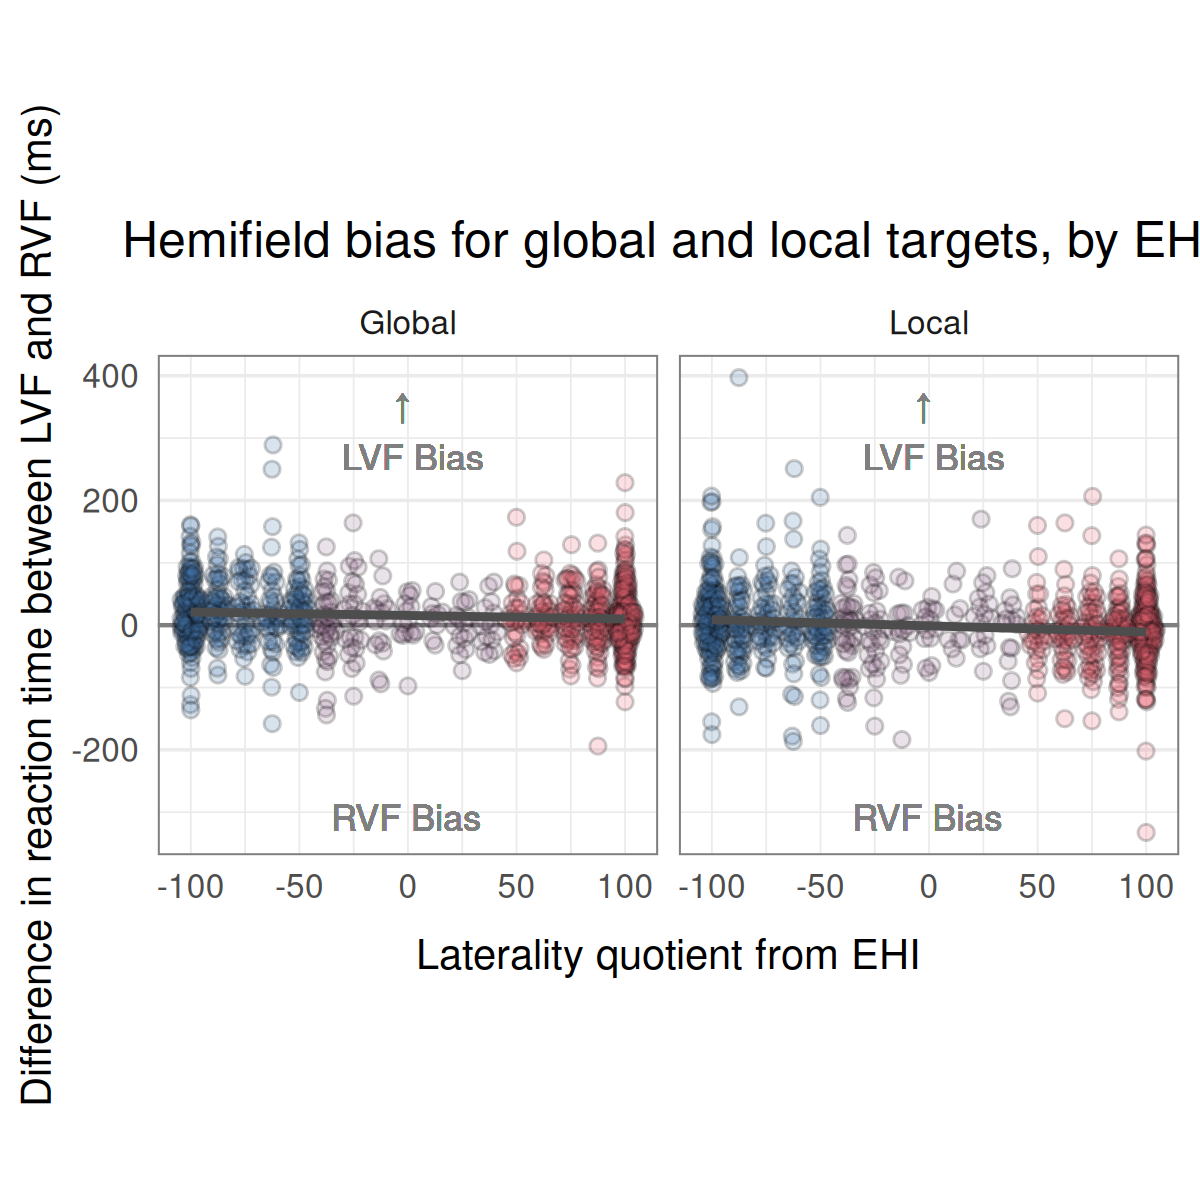 Hemifield bias for global and local targets, by EH
Difference in reaction time between LVF and RVF (ms)
Global
Local
400
200
0
-200
↑
LVF Bias
RVF Bias
↑
LVF Bias
RVF Bias
-100 -50 0 50 100
-100 -50 0 50 100
Laterality quotient from EHI